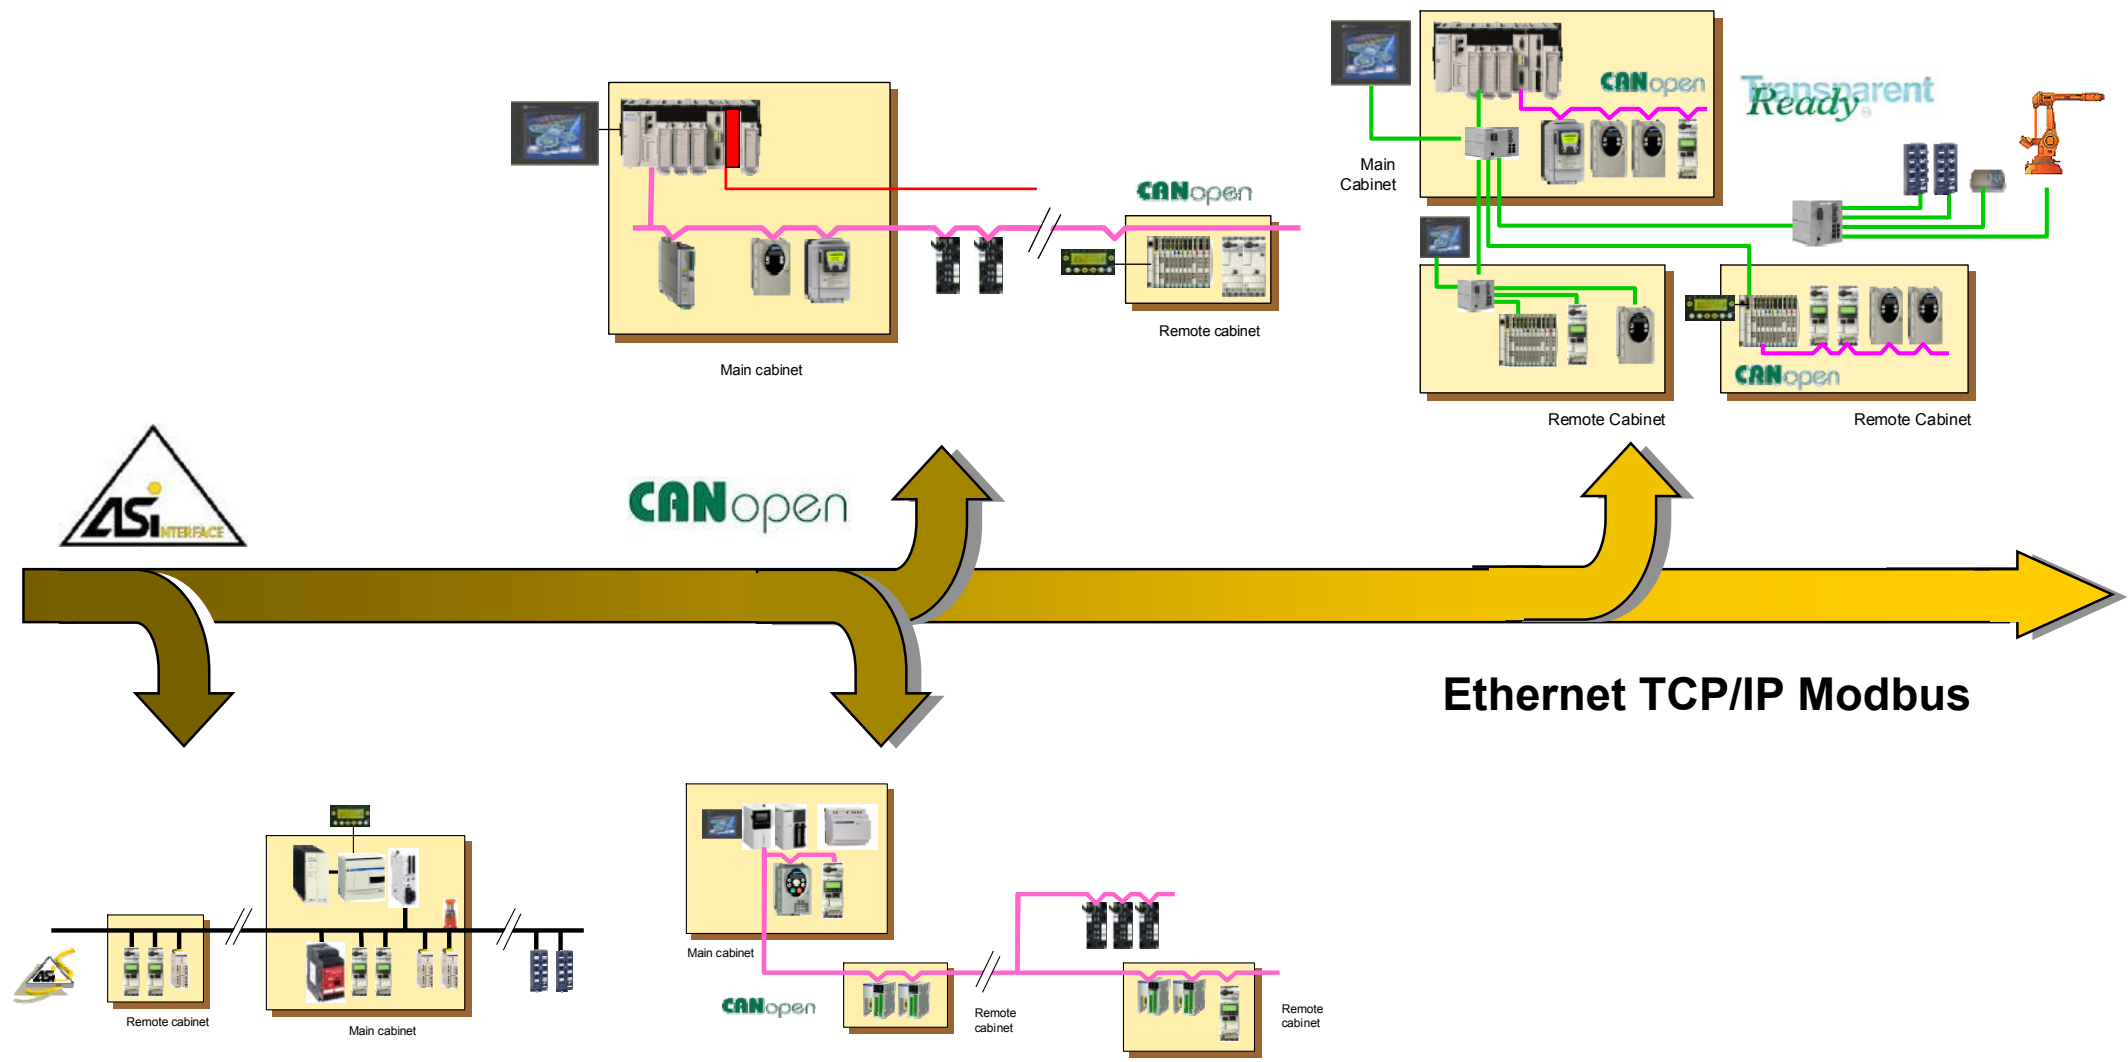 CANopen
Transparent
Ready
Main
Cabinet
CANopen
Remote cabinet
Main cabinet
CANopen
Remote Cabinet
Remote Cabinet
ASi
INTERFACE
CANopen
Ethernet TCP/IP Modbus
Main cabinet
ASi
Remote cabinet
Main cabinet
CANopen
Remote
cabinet
Remote
cabinet